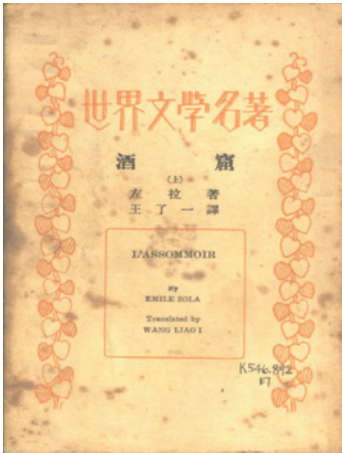 世界文學名著
酒窟
(上)
左拉著
王了一譯
L'ASSOMMOIR
By
EMILE ZOLA
Translated by
WANG LIAO I
K546.842